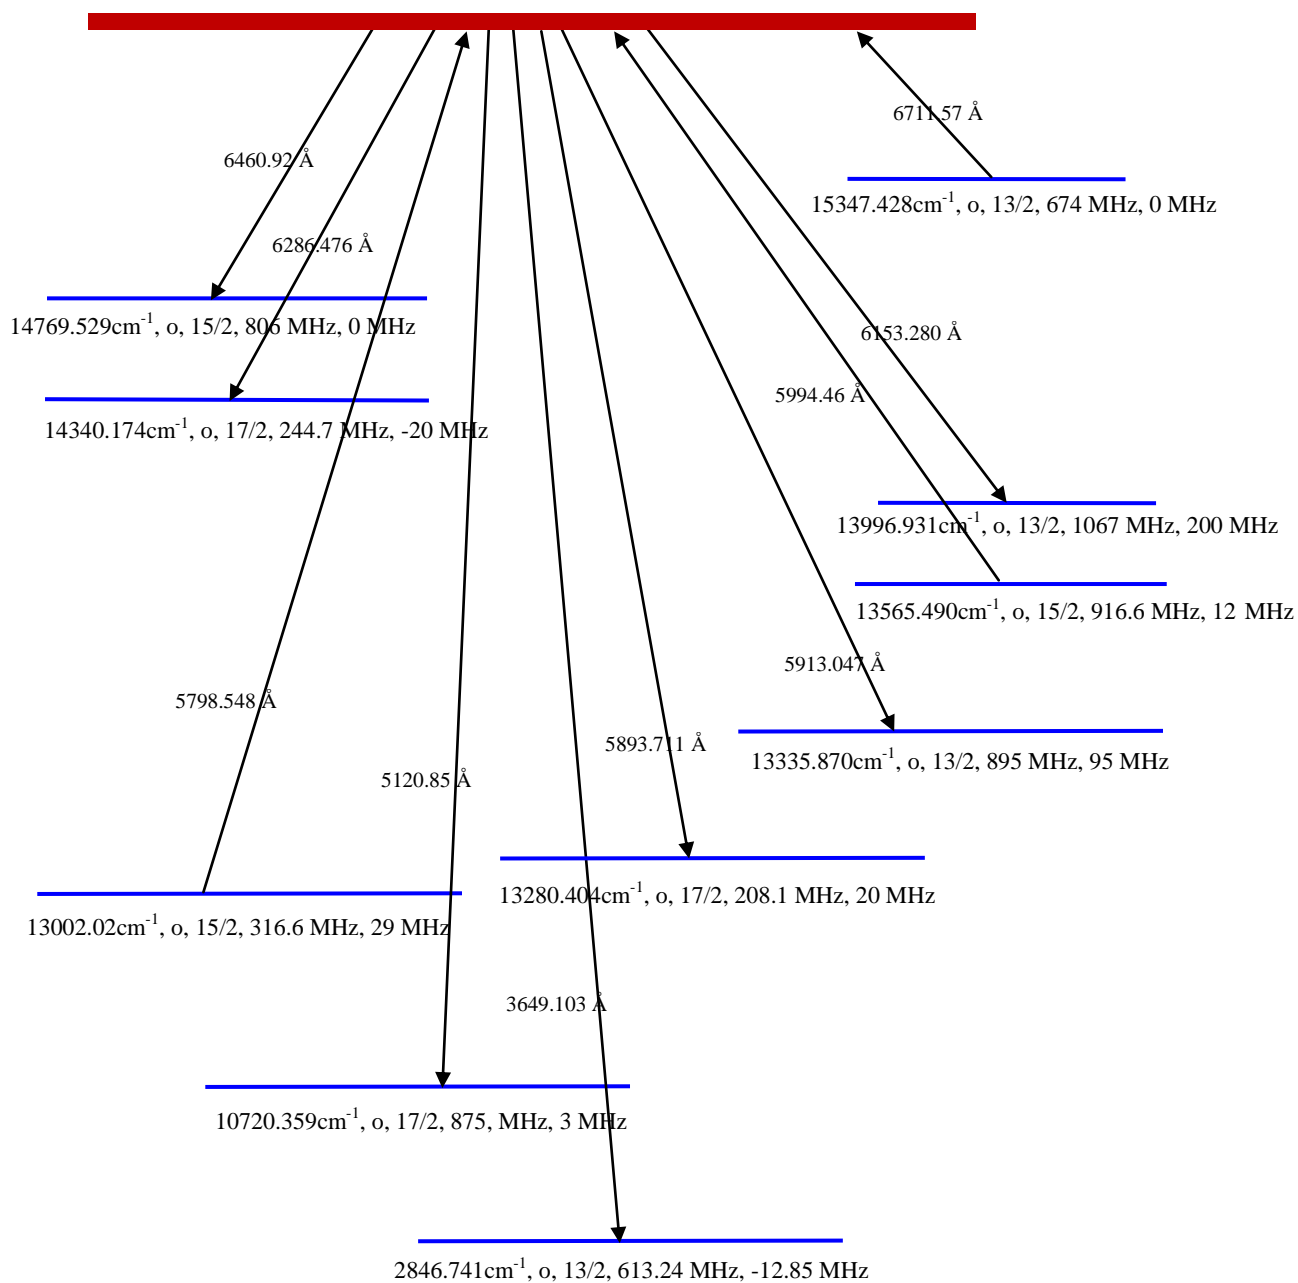 6711.57 Å
6460.92 Å
15347.428cm⁻¹, o, 13/2, 674 MHz, 0 MHz
6286.476 Å
14769.529cm⁻¹, o, 15/2, 806 MHz, 0 MHz
6153.280 Å
5994.46 Å
14340.174cm⁻¹, o, 17/2, 244.7 MHz, -20 MHz
13996.931cm⁻¹, o, 13/2, 1067 MHz, 200 MHz
13565.490cm⁻¹, o, 15/2, 916.6 MHz, 12 MHz
5913.047 Å
5798.548 Å
5893.711 Å
13335.870cm⁻¹, o, 13/2, 895 MHz, 95 MHz
5120.85 Å
13280.404cm⁻¹, o, 17/2, 208.1 MHz, 20 MHz
13002.02cm⁻¹, o, 15/2, 316.6 MHz, 29 MHz
3649.103 Å
10720.359cm⁻¹, o, 17/2, 875, MHz, 3 MHz
2846.741cm⁻¹, o, 13/2, 613.24 MHz, -12.85 MHz